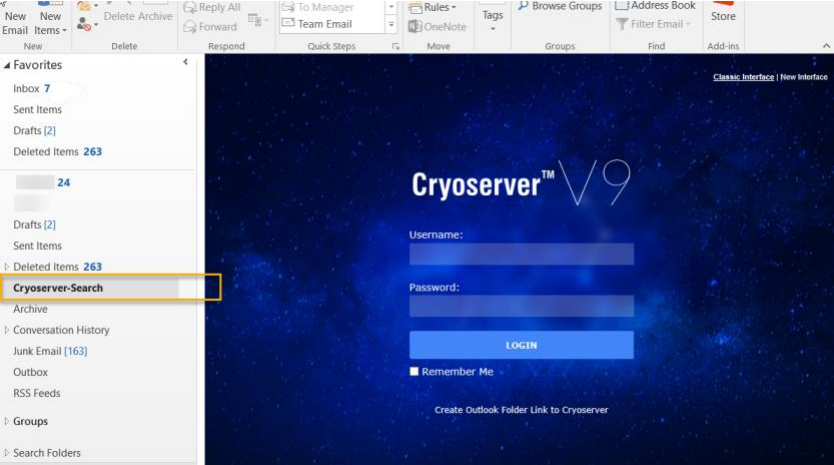 Reply All
To Manager
Rules
Browse Groups
Address Book
New New Delete Archive
Team Email
Tags
Store
Email Items
Forward
OneNote
Filter Email
New Delete Respond Quick Steps Move Groups Find Add-ins
Favorites
Inbox 7
Sent Items
Drafts [2]
Deleted Items 263
24
Drafts [2]
Sent Items
Deleted Items 263
Cryoserver-Search
Archive
Conversation History
Junk Email [163]
Outbox
RSS Feeds
Groups
Search Folders
Classic Interface | New Interface
Cryoserver™ V9
Username:
Password:
LOGIN
Remember Me
Create Outlook Folder Link to Cryoserver